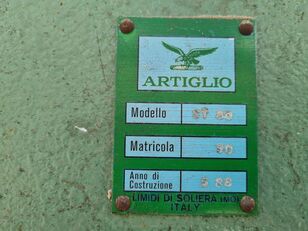 ARTIGLIO
Modello
Matricola
Anno di
Costruzione
LIMIDI DI SOLIERA (MO)
ITALY